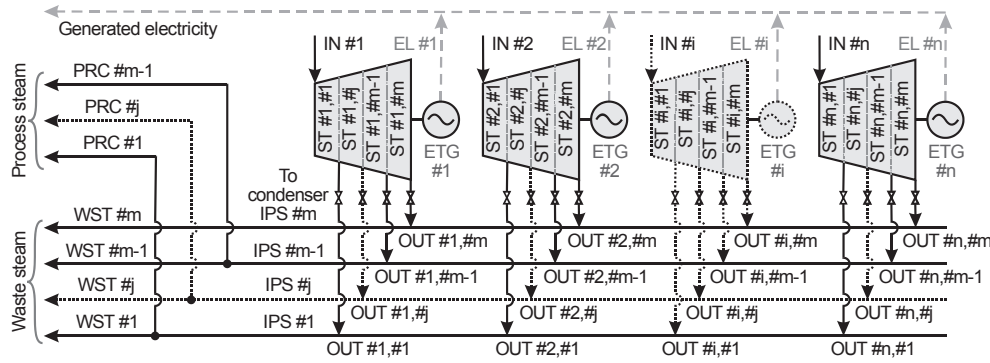 Generated electricity
IN #1
EL #1
IN #2
EL #2
IN #i
EL #i
IN #n
EL #n
Process steam
PRC #m-1
PRC #j
PRC #1
ST #1,#1
ST #1,#j
ST #1,#m-1
ST #1,#m
ETG
#1
ST #2,#1
ST #2,#j
ST #2,#m-1
ST #2,#m
ETG
#2
ST #i,#1
ST #i,#j
ST #i,#m-1
ST #i,#m
ETG
#i
ST #n,#1
ST #n,#j
ST #n,#m-1
ST #n,#m
ETG
#n
To
condenser
Waste steam
WST #m
IPS #m
OUT #1,#m
OUT #2,#m
OUT #i,#m
OUT #n,#m
WST #m-1
IPS #m-1
OUT #1,#m-1
OUT #2,#m-1
OUT #i,#m-1
OUT #n,#m-1
WST #j
IPS #j
OUT #1,#j
OUT #2,#j
OUT #i,#j
OUT #n,#j
WST #1
IPS #1
OUT #1,#1
OUT #2,#1
OUT #i,#1
OUT #n,#1